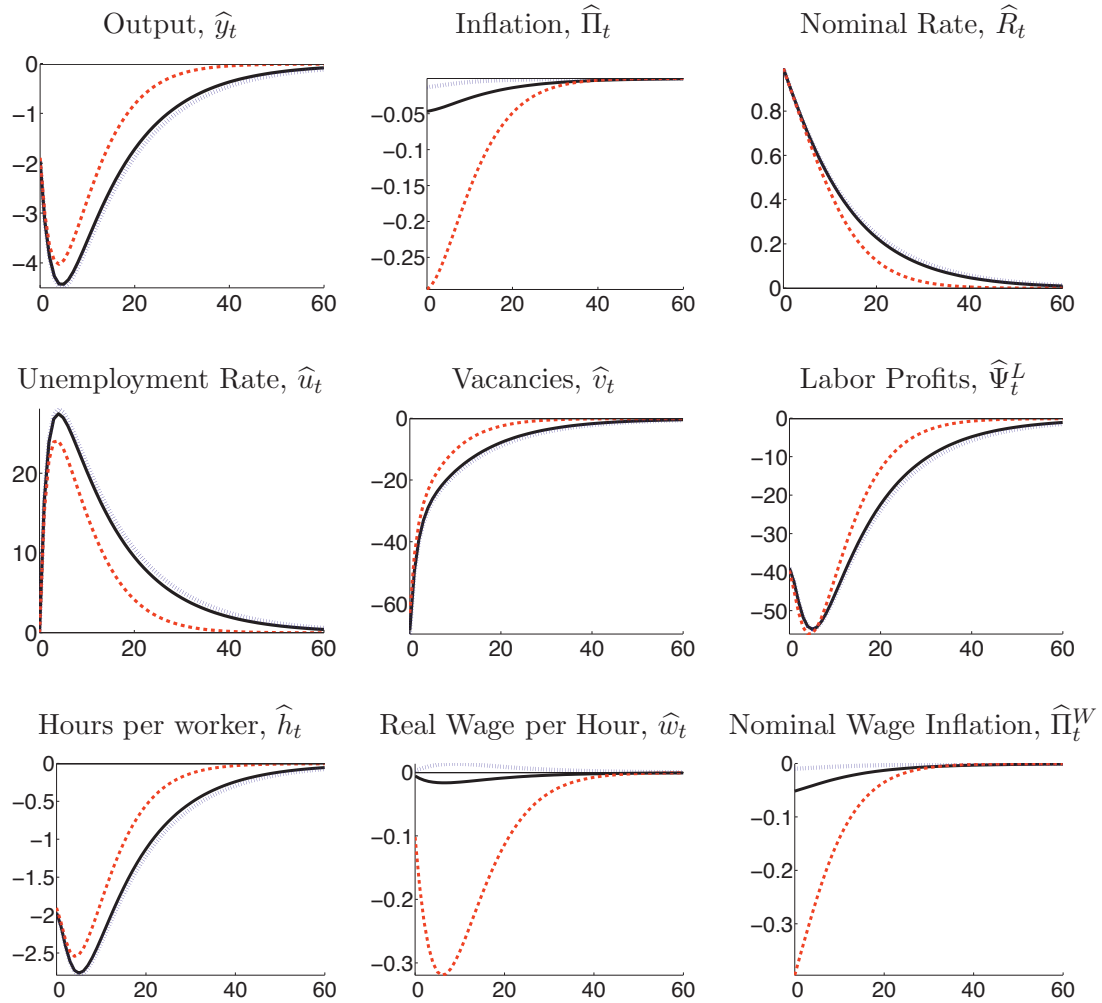 Output, ŷ_t
0
−1
−2
−3
−4
0 20 40 60
Inflation, Π̂_t
−0.05
−0.1
−0.15
−0.2
−0.25
0 20 40 60
Nominal Rate, R̂_t
0.8
0.6
0.4
0.2
0
0 20 40 60
Unemployment Rate, û_t
20
10
0
0 20 40 60
Vacancies, v̂_t
0
−20
−40
−60
0 20 40 60
Labor Profits, Ψ̂_t^L
0
−10
−20
−30
−40
−50
0 20 40 60
Hours per worker, ĥ_t
0
−0.5
−1
−1.5
−2
−2.5
0 20 40 60
Real Wage per Hour, ŵ_t
0
−0.1
−0.2
−0.3
0 20 40 60
Nominal Wage Inflation, Π̂_t^W
0
−0.1
−0.2
−0.3
0 20 40 60